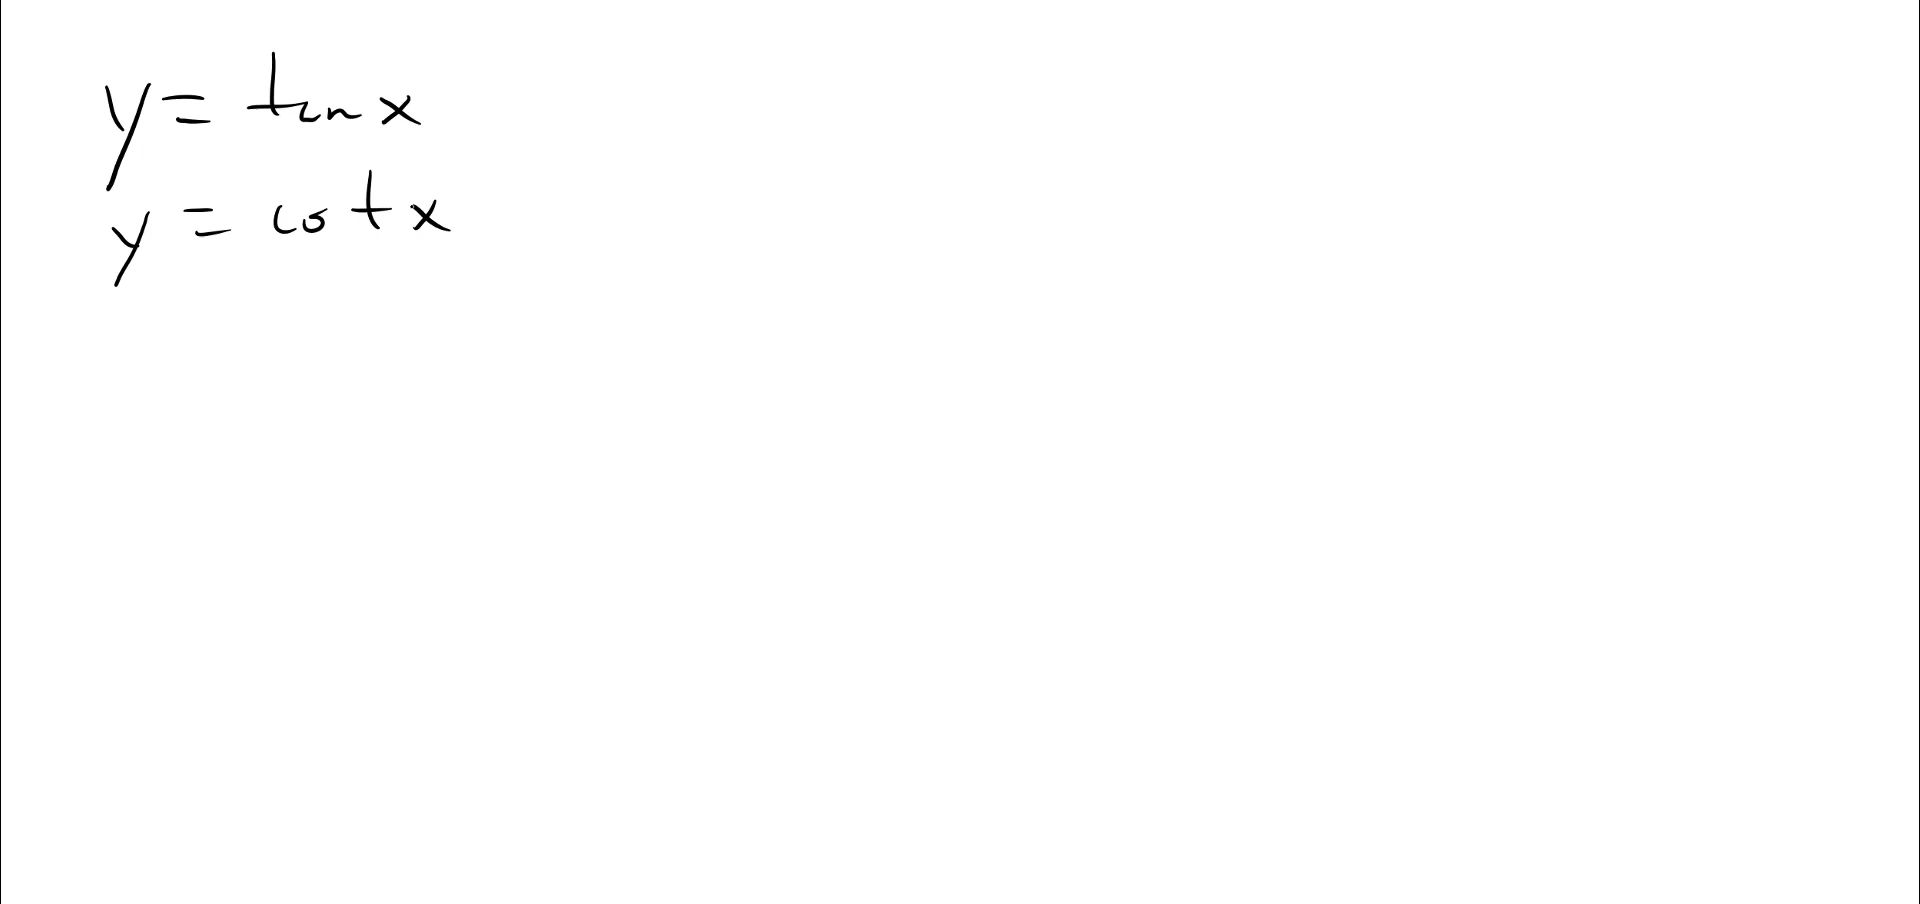 y = tan x
y = cot x